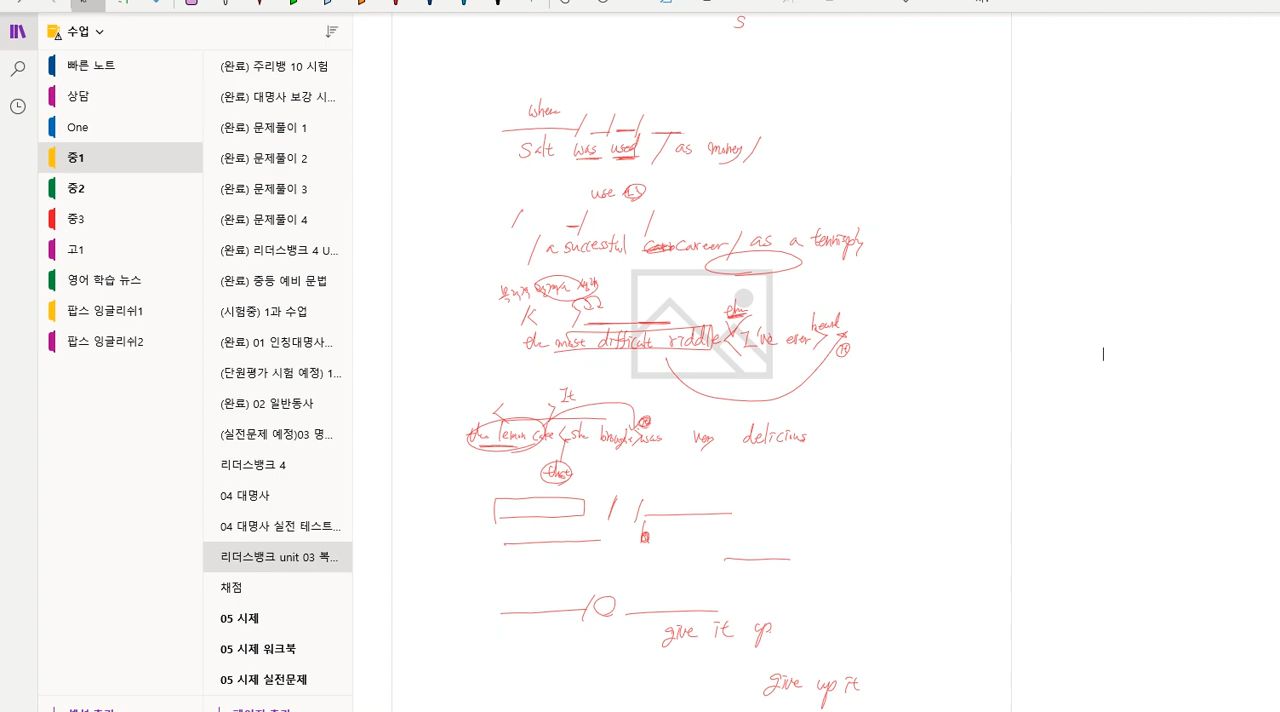 수업
빠른 노트
상담
One
중1
중2
중3
고1
영어 학습 뉴스
팝스 잉글리쉬1
팝스 잉글리쉬2
(완료) 주리뱅 10 시험
(완료) 대명사 보강 시...
(완료) 문제풀이 1
(완료) 문제풀이 2
(완료) 문제풀이 3
(완료) 문제풀이 4
(완료) 리더스뱅크 4 U...
(완료) 중등 예비 문법
(시험중) 1과 수업
(완료) 01 인칭대명사...
(단원평가 시험 예정) 1...
(완료) 02 일반동사
(실전문제 예정)03 명...
리더스뱅크 4
04 대명사
04 대명사 실전 테스트...
리더스뱅크 unit 03 복...
채점
05 시제
05 시제 워크북
05 시제 실전문제
S
when
Salt was used / as money /
use
/ a successful career / as a
the most difficult riddle I've ever heard
It
the lemon cake she was very delicious
that
give it up
give up it